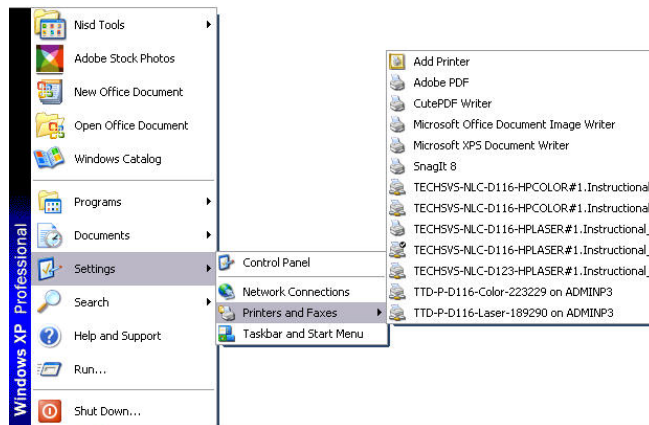 Windows XP Professional
Nisd Tools
Adobe Stock Photos
New Office Document
Open Office Document
Windows Catalog
Programs
Documents
Settings
Search
Help and Support
Run...
Shut Down...
Control Panel
Network Connections
Printers and Faxes
Taskbar and Start Menu
Add Printer
Adobe PDF
CutePDF Writer
Microsoft Office Document Image Writer
Microsoft XPS Document Writer
SnagIt 8
TECHSVS-NLC-D116-HPCOLOR#1.Instructional
TECHSVS-NLC-D116-HPCOLOR#1.Instructional
TECHSVS-NLC-D116-HPLASER#1.Instructional_
TECHSVS-NLC-D116-HPLASER#1.Instructional_
TECHSVS-NLC-D123-HPLASER#1.Instructional_
TTD-P-D116-Color-223229 on ADMINP3
TTD-P-D116-Laser-189290 on ADMINP3